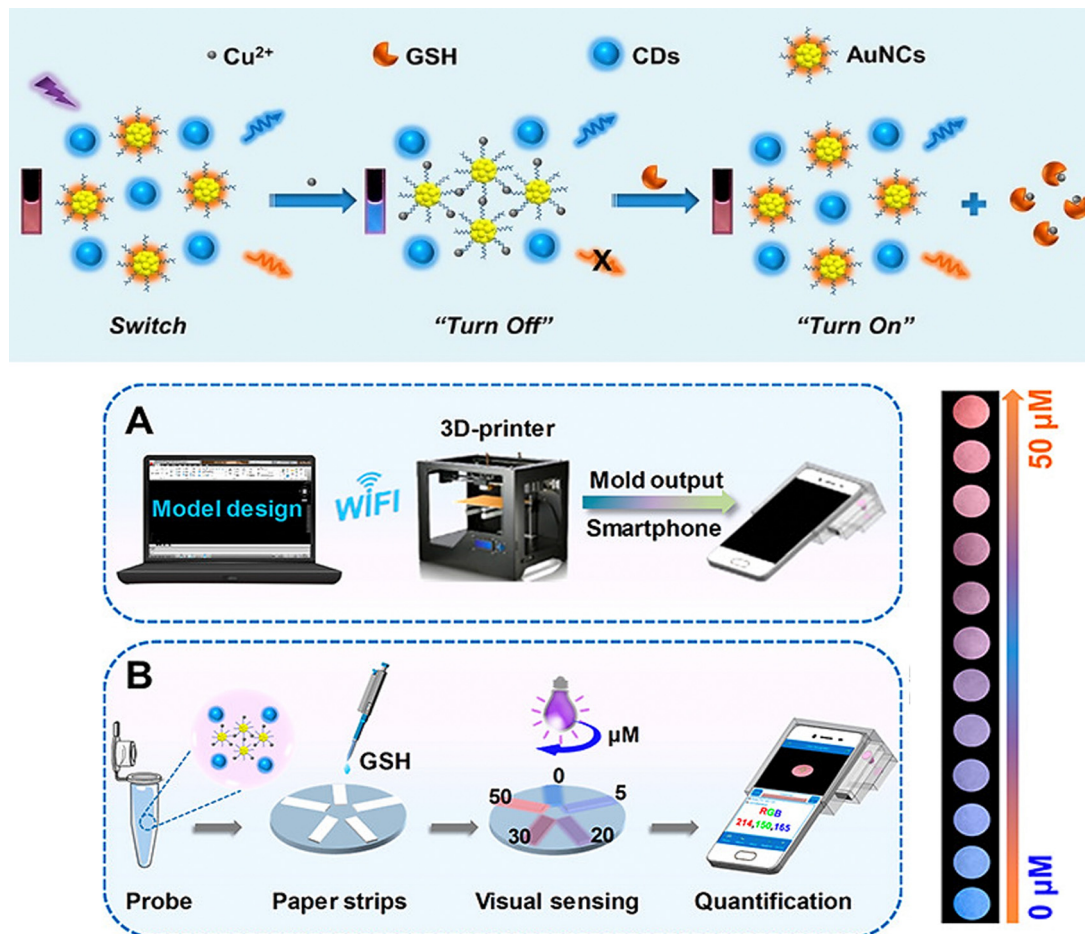 Cu²⁺ GSH CDs AuNCs
X
Switch "Turn Off" "Turn On"
A
Model design
WiFi
3D-printer
Mold output
Smartphone
50 μM
0 μM
B
GSH
μM
0
5
20
30
50
RGB
214,150,165
Probe Paper strips Visual sensing Quantification